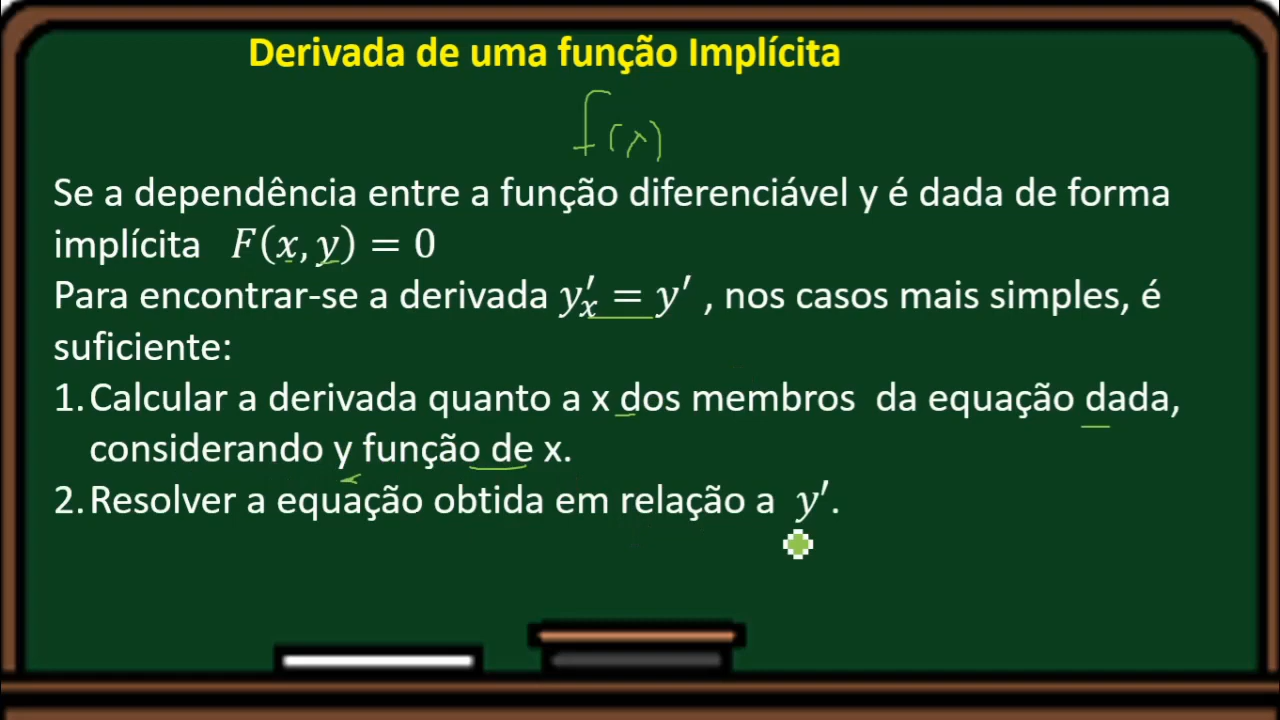 Derivada de uma função Implícita
f(x)
Se a dependência entre a função diferenciável y é dada de forma
implícita F(x, y) = 0
Para encontrar-se a derivada y′ₓ = y′ , nos casos mais simples, é
suficiente:
1. Calcular a derivada quanto a x dos membros da equação dada,
considerando y função de x.
2. Resolver a equação obtida em relação a y′.